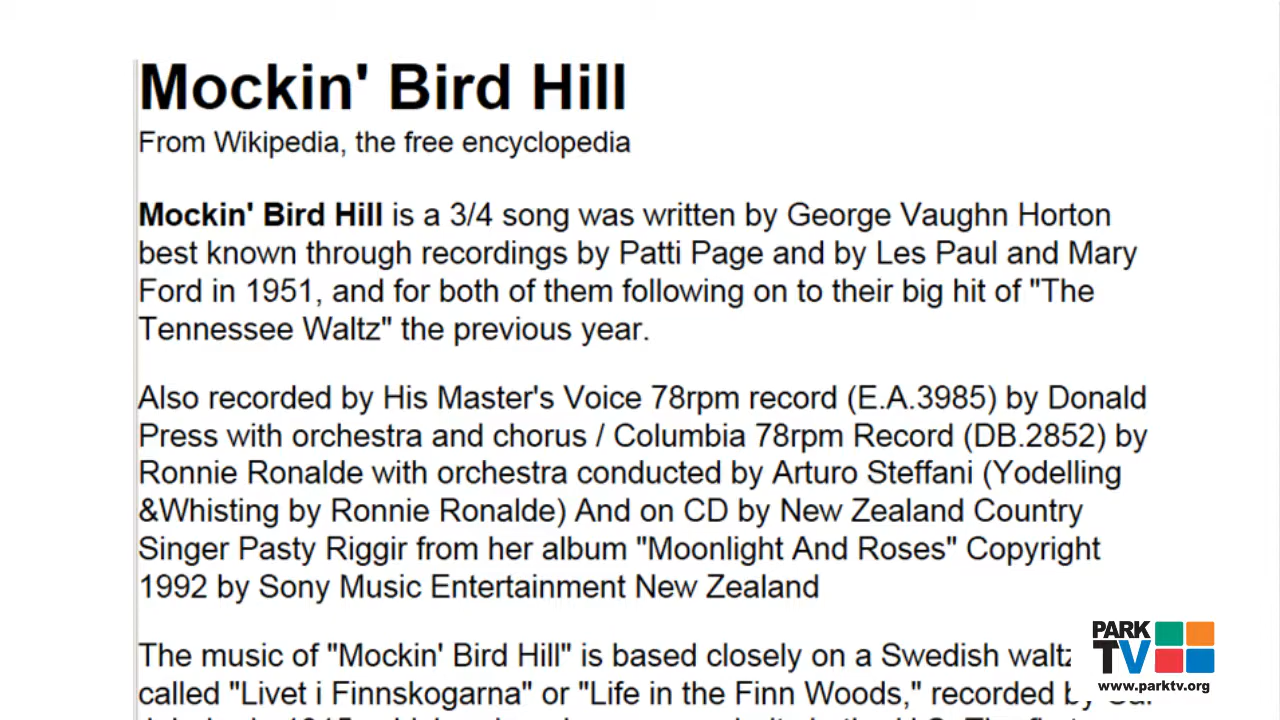 Mockin' Bird Hill
From Wikipedia, the free encyclopedia
Mockin' Bird Hill is a 3/4 song was written by George Vaughn Horton
best known through recordings by Patti Page and by Les Paul and Mary
Ford in 1951, and for both of them following on to their big hit of "The
Tennessee Waltz" the previous year.
Also recorded by His Master's Voice 78rpm record (E.A.3985) by Donald
Press with orchestra and chorus / Columbia 78rpm Record (DB.2852) by
Ronnie Ronalde with orchestra conducted by Arturo Steffani (Yodelling
&Whisting by Ronnie Ronalde) And on CD by New Zealand Country
Singer Pasty Riggir from her album "Moonlight And Roses" Copyright
1992 by Sony Music Entertainment New Zealand
The music of "Mockin' Bird Hill" is based closely on a Swedish waltz
called "Livet i Finnskogarna" or "Life in the Finn Woods," recorded by
PARK
TV
www.parktv.org